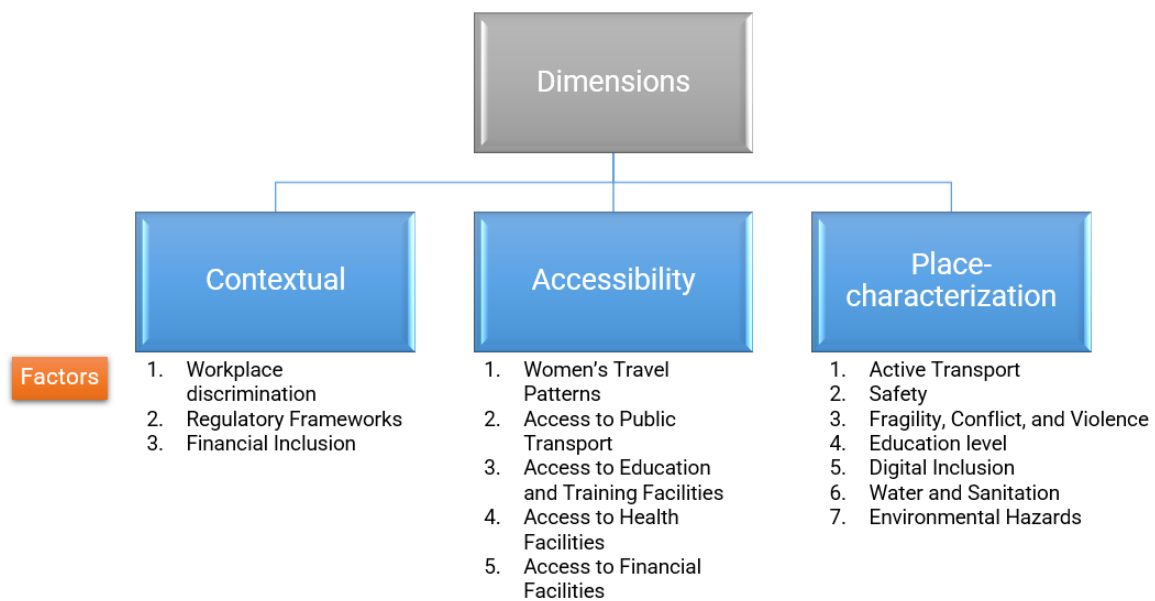 Dimensions
Contextual
Accessibility
Place-
characterization
Factors
1. Workplace
discrimination
2. Regulatory Frameworks
3. Financial Inclusion
1. Women’s Travel
Patterns
2. Access to Public
Transport
3. Access to Education
and Training Facilities
4. Access to Health
Facilities
5. Access to Financial
Facilities
1. Active Transport
2. Safety
3. Fragility, Conflict, and Violence
4. Education level
5. Digital Inclusion
6. Water and Sanitation
7. Environmental Hazards